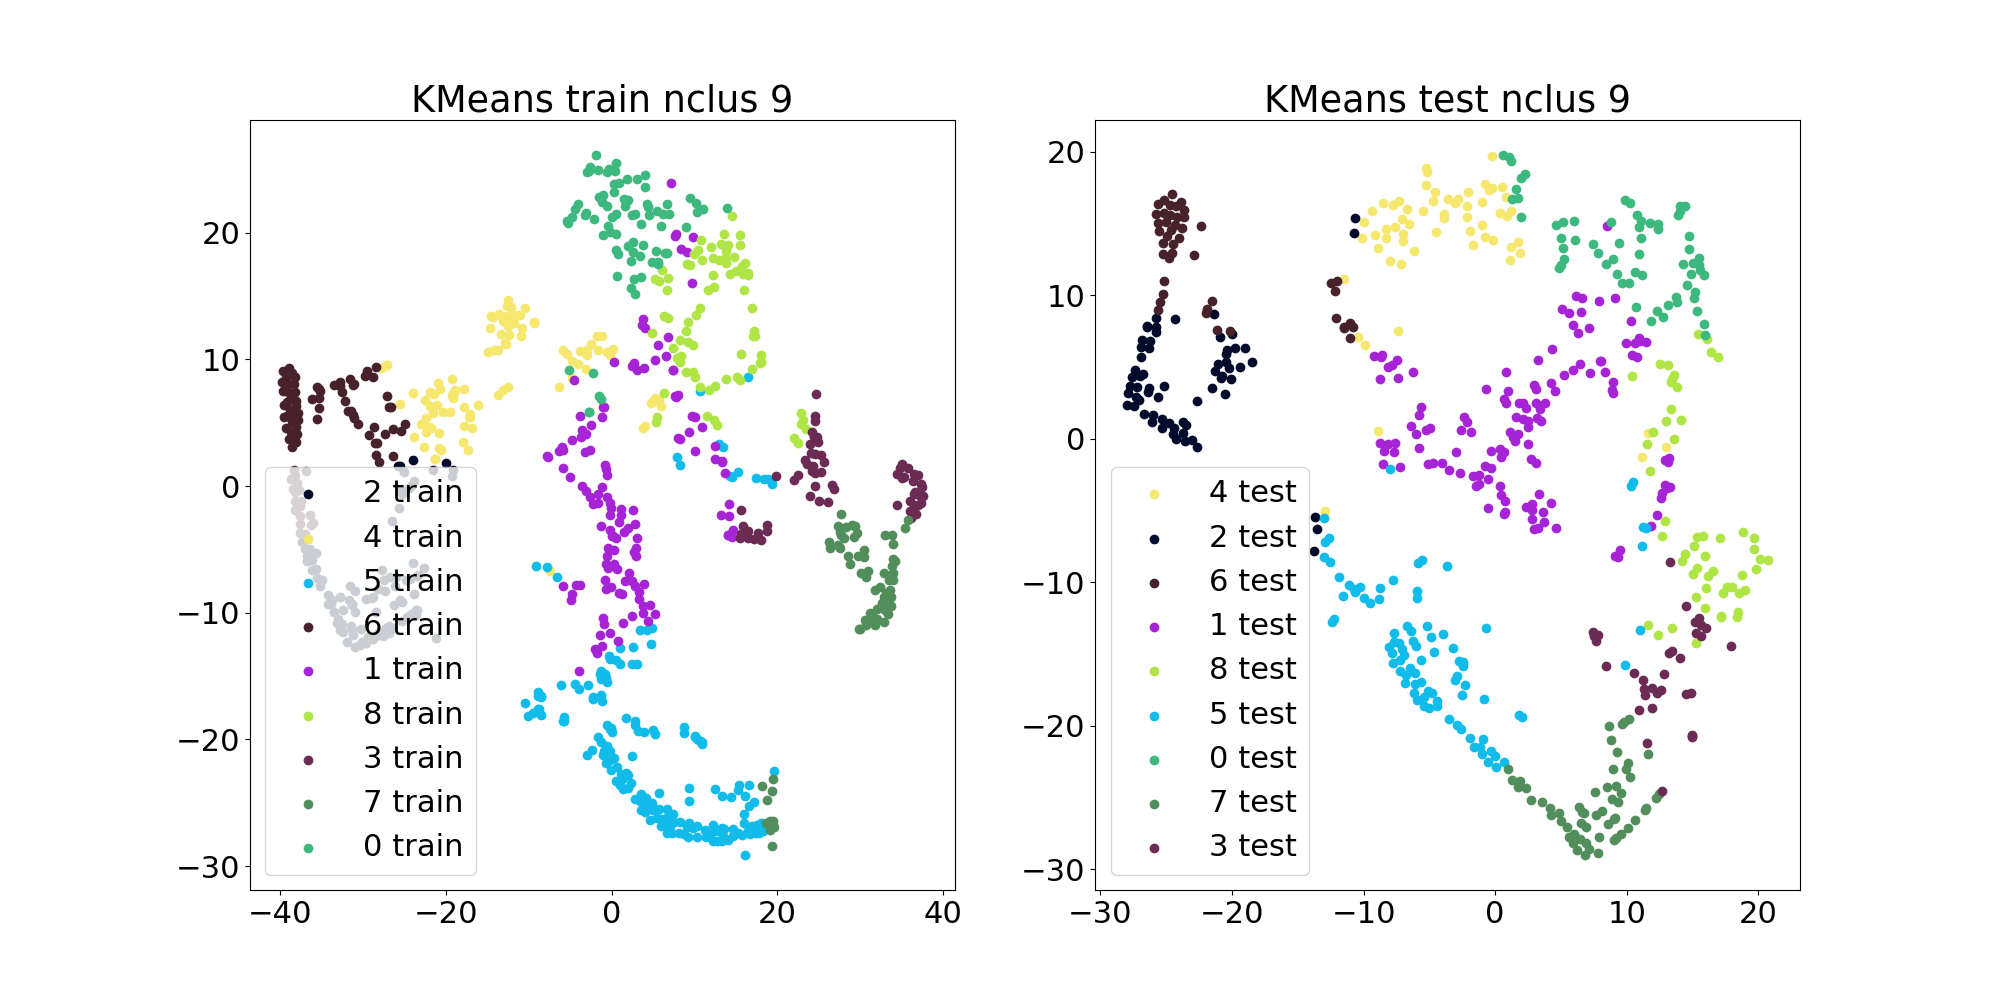 KMeans train nclus 9
20
10
0
−10
−20
−30
−40
−20
0
20
40
2 train
4 train
5 train
6 train
1 train
8 train
3 train
7 train
0 train
KMeans test nclus 9
20
10
0
−10
−20
−30
−30
−20
−10
0
10
20
4 test
2 test
6 test
1 test
8 test
5 test
0 test
7 test
3 test